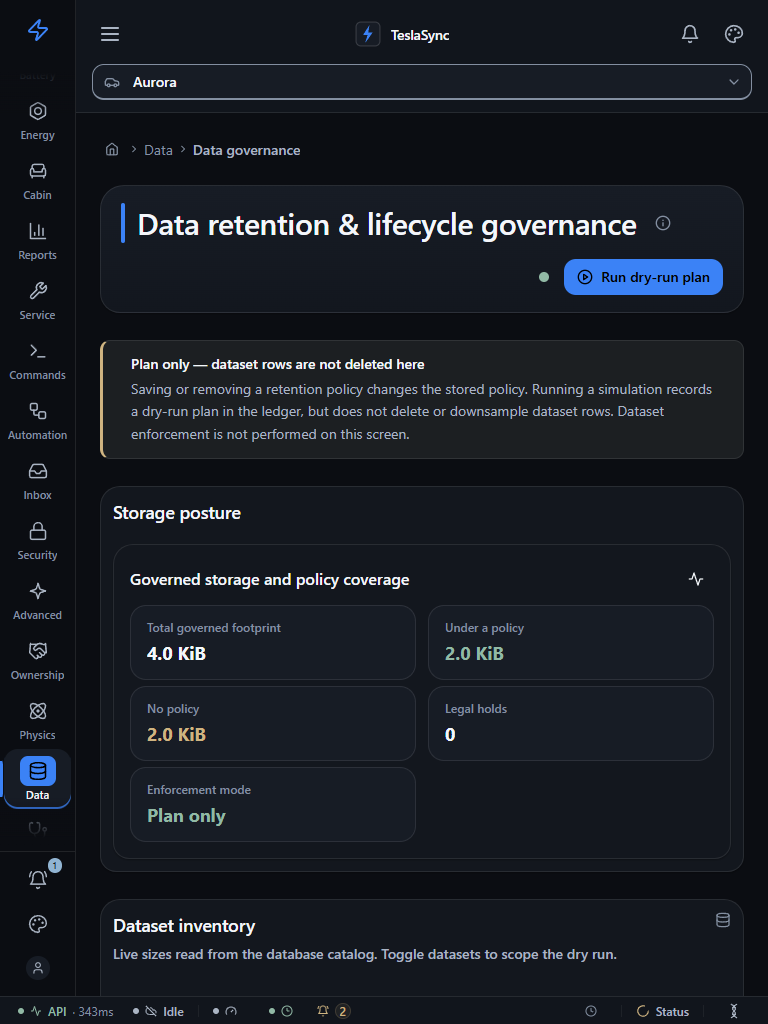 TeslaSync
Aurora
Battery
Energy
Cabin
Reports
Service
Commands
Automation
Inbox
Security
Advanced
Ownership
Physics
Data
1
Data
Data governance
Data retention & lifecycle governance
Run dry-run plan
Plan only — dataset rows are not deleted here
Saving or removing a retention policy changes the stored policy. Running a simulation records
a dry-run plan in the ledger, but does not delete or downsample dataset rows. Dataset
enforcement is not performed on this screen.
Storage posture
Governed storage and policy coverage
Total governed footprint
4.0 KiB
Under a policy
2.0 KiB
No policy
2.0 KiB
Legal holds
0
Enforcement mode
Plan only
Dataset inventory
Live sizes read from the database catalog. Toggle datasets to scope the dry run.
API · 343ms
Idle
2
Status